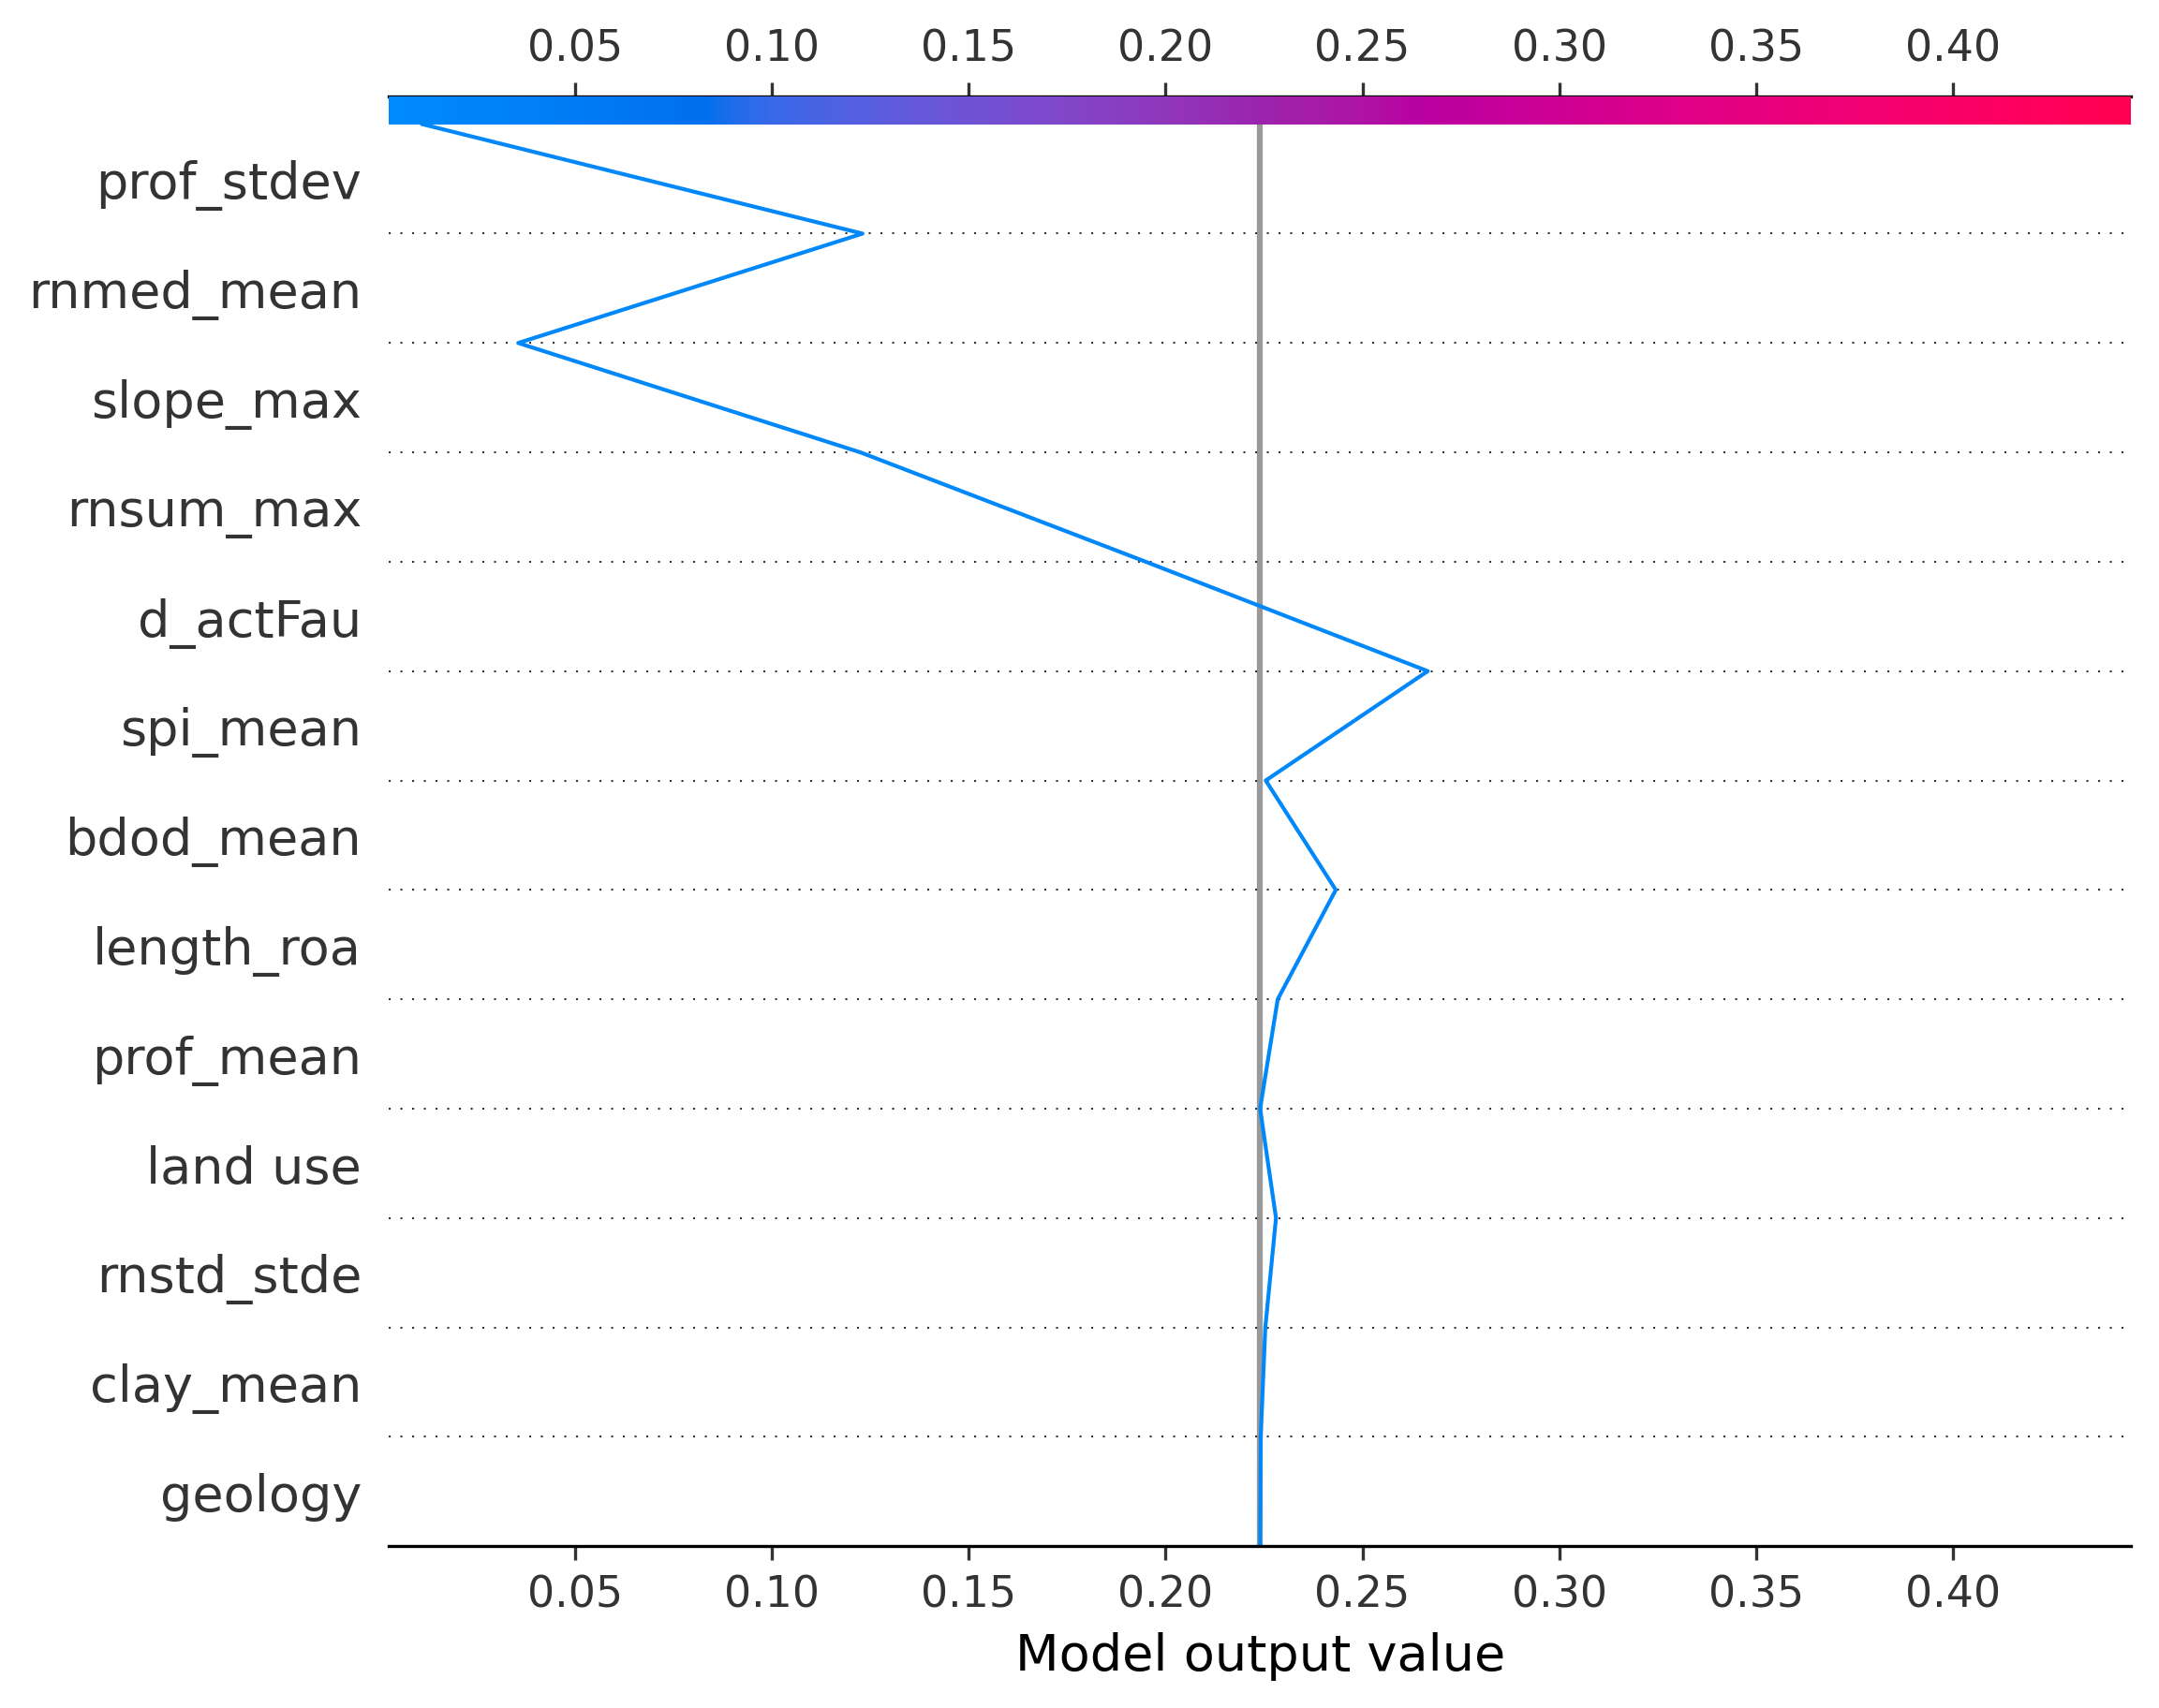 0.05 0.10 0.15 0.20 0.25 0.30 0.35 0.40
prof_stdev
rnmed_mean
slope_max
rnsum_max
d_actFau
spi_mean
bdod_mean
length_roa
prof_mean
land use
rnstd_stde
clay_mean
geology
0.05 0.10 0.15 0.20 0.25 0.30 0.35 0.40
Model output value